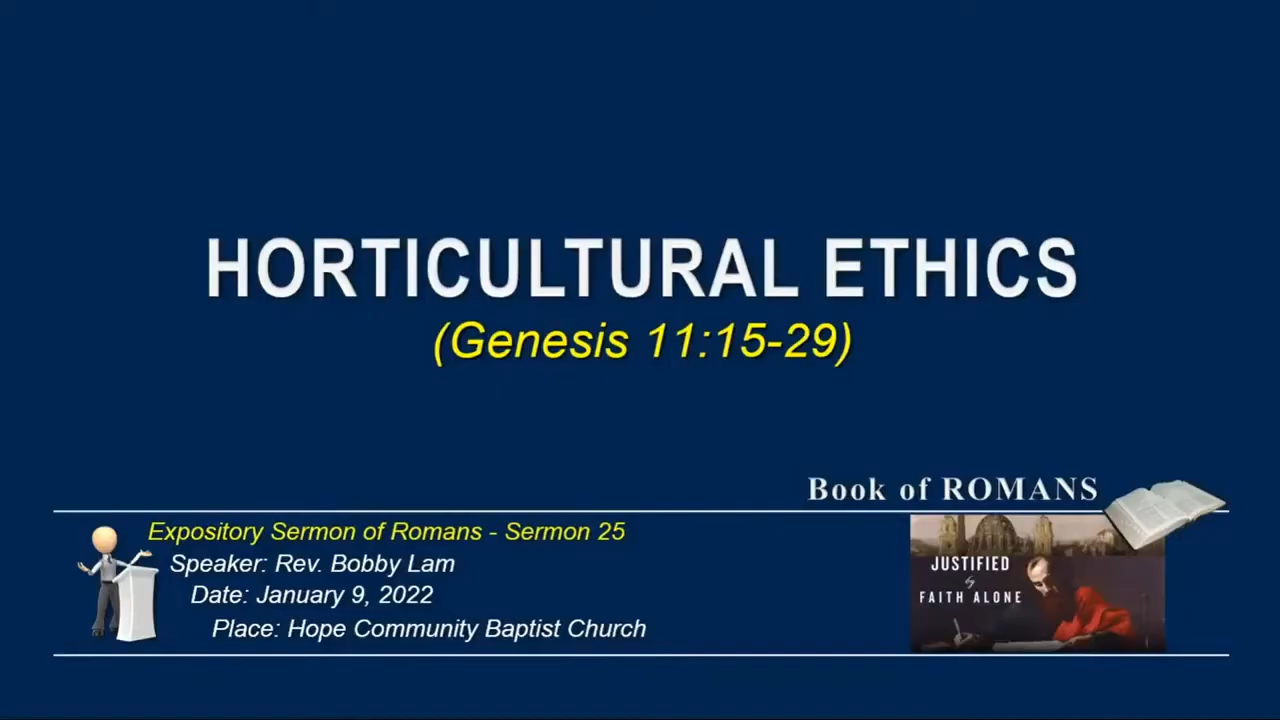 HORTICULTURAL ETHICS
(Genesis 11:15-29)
Book of ROMANS
Expository Sermon of Romans - Sermon 25
Speaker: Rev. Bobby Lam
Date: January 9, 2022
Place: Hope Community Baptist Church
JUSTIFIED
by
FAITH ALONE